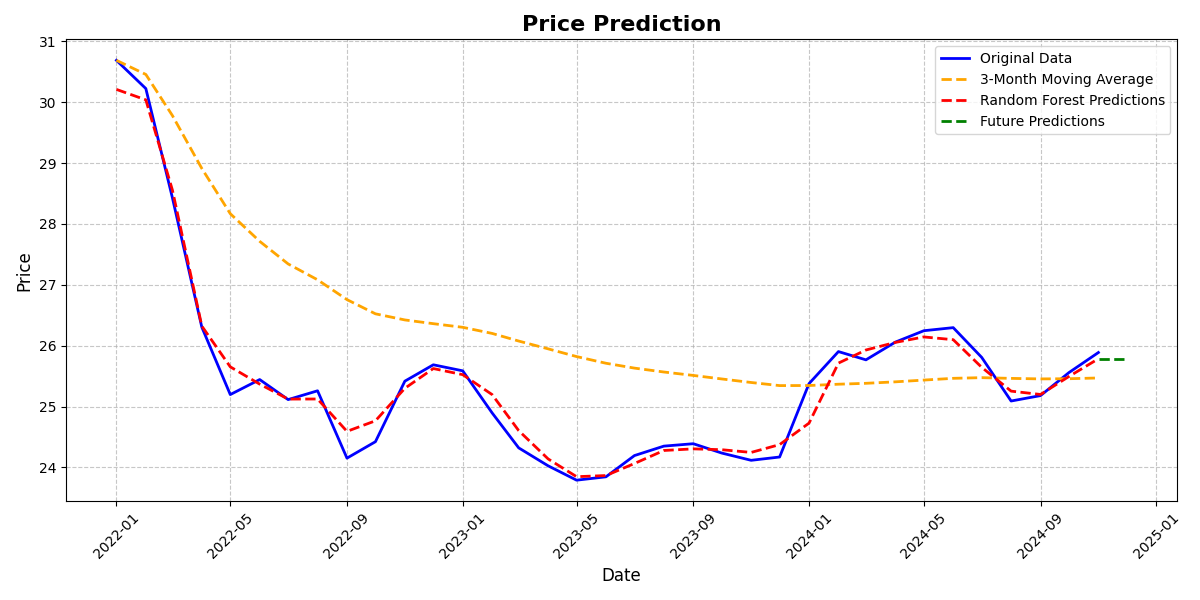 Price Prediction
31
30
29
28
27
26
25
24
Price
Original Data
3-Month Moving Average
Random Forest Predictions
Future Predictions
2022-01
2022-05
2022-09
2023-01
2023-05
2023-09
2024-01
2024-05
2024-09
2025-01
Date